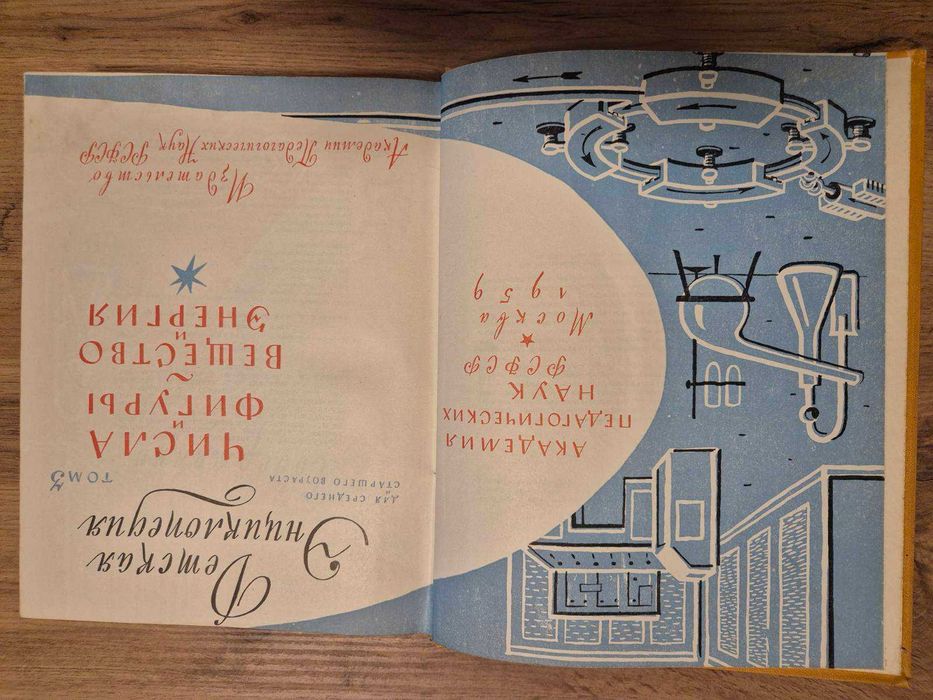 АКАДЕМИЯ
ПЕДАГОГИЧЕСКИХ
НАУК
РСФСР
Москва
1959
Детская
Энциклопедия
ДЛЯ СРЕДНЕГО
СТАРШЕГО ВОЗРАСТА
ТОМ 3
ЧИСЛА
И
ФИГУРЫ
ВЕЩЕСТВО
И
ЭНЕРГИЯ
Издательство
Академии Педагогических Наук РСФСР